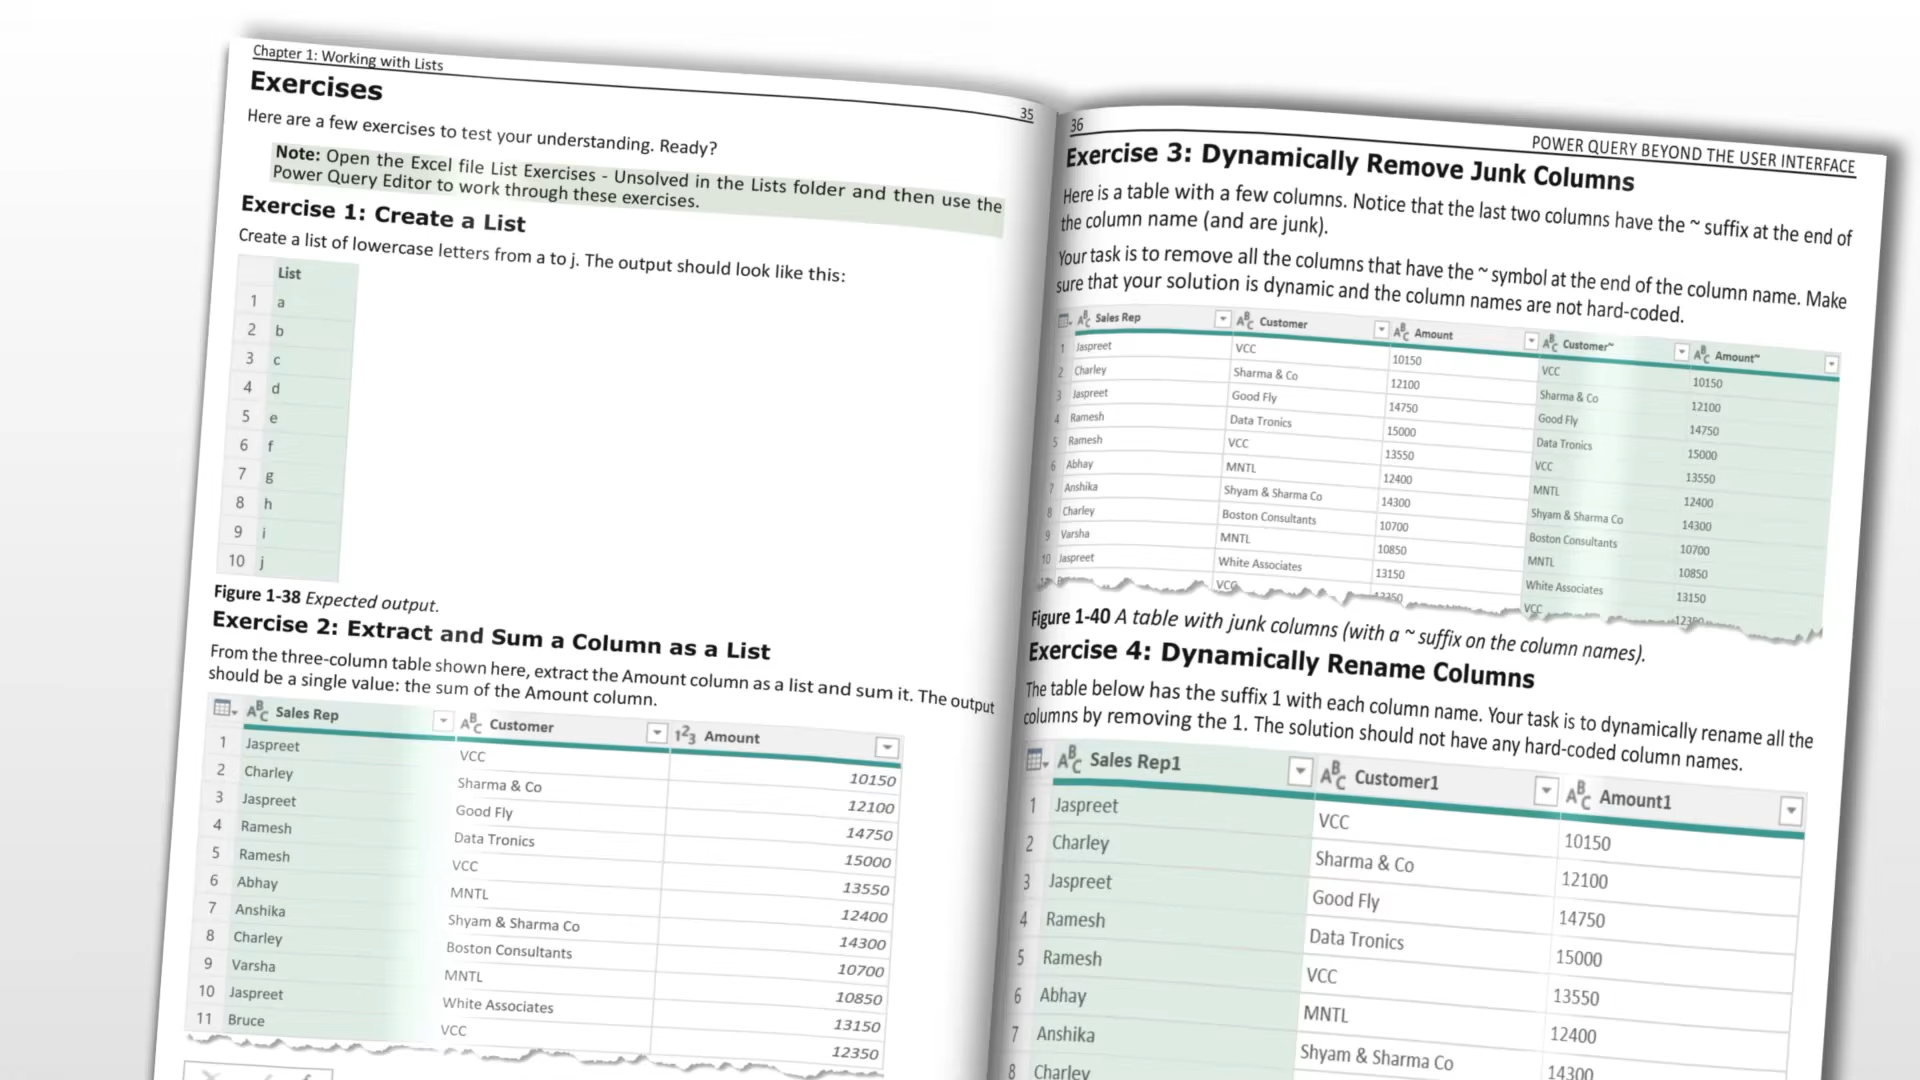 Chapter 1: Working with Lists
35
Exercises
Here are a few exercises to test your understanding. Ready?
Note: Open the Excel file List Exercises - Unsolved in the Lists folder and then use the
Power Query Editor to work through these exercises.
Exercise 1: Create a List
Create a list of lowercase letters from a to j. The output should look like this:
List
1 a
2 b
3 c
4 d
5 e
6 f
7 g
8 h
9 i
10 j
Figure 1-38 Expected output.
Exercise 2: Extract and Sum a Column as a List
From the three-column table shown here, extract the Amount column as a list and sum it. The output
should be a single value: the sum of the Amount column.
ABC Sales Rep ABC Customer 123 Amount
1 Jaspreet VCC 10150
2 Charley Sharma & Co 12100
3 Jaspreet Good Fly 14750
4 Ramesh Data Tronics 15000
5 Ramesh VCC 13550
6 Abhay MNTL 12400
7 Anshika Shyam & Sharma Co 14300
8 Charley Boston Consultants 10700
9 Varsha MNTL 10850
10 Jaspreet White Associates 13150
11 Bruce VCC 12350
36
POWER QUERY BEYOND THE USER INTERFACE
Exercise 3: Dynamically Remove Junk Columns
Here is a table with a few columns. Notice that the last two columns have the ~ suffix at the end of
the column name (and are junk).
Your task is to remove all the columns that have the ~ symbol at the end of the column name. Make
sure that your solution is dynamic and the column names are not hard-coded.
ABC Sales Rep ABC Customer ABC Amount ABC Customer~ ABC Amount~
1 Jaspreet VCC 10150 VCC 10150
2 Charley Sharma & Co 12100 Sharma & Co 12100
3 Jaspreet Good Fly 14750 Good Fly 14750
4 Ramesh Data Tronics 15000 Data Tronics 15000
5 Ramesh VCC 13550 VCC 13550
6 Abhay MNTL 12400 MNTL 12400
7 Anshika Shyam & Sharma Co 14300 Shyam & Sharma Co 14300
8 Charley Boston Consultants 10700 Boston Consultants 10700
9 Varsha MNTL 10850 MNTL 10850
10 Jaspreet White Associates 13150 White Associates 13150
VCC VCC
Figure 1-40 A table with junk columns (with a ~ suffix on the column names).
Exercise 4: Dynamically Rename Columns
The table below has the suffix 1 with each column name. Your task is to dynamically rename all the
columns by removing the 1. The solution should not have any hard-coded column names.
ABC Sales Rep1 ABC Customer1 ABC Amount1
1 Jaspreet VCC 10150
2 Charley Sharma & Co 12100
3 Jaspreet Good Fly 14750
4 Ramesh Data Tronics 15000
5 Ramesh VCC 13550
6 Abhay MNTL 12400
7 Anshika Shyam & Sharma Co 14300
8 Charley